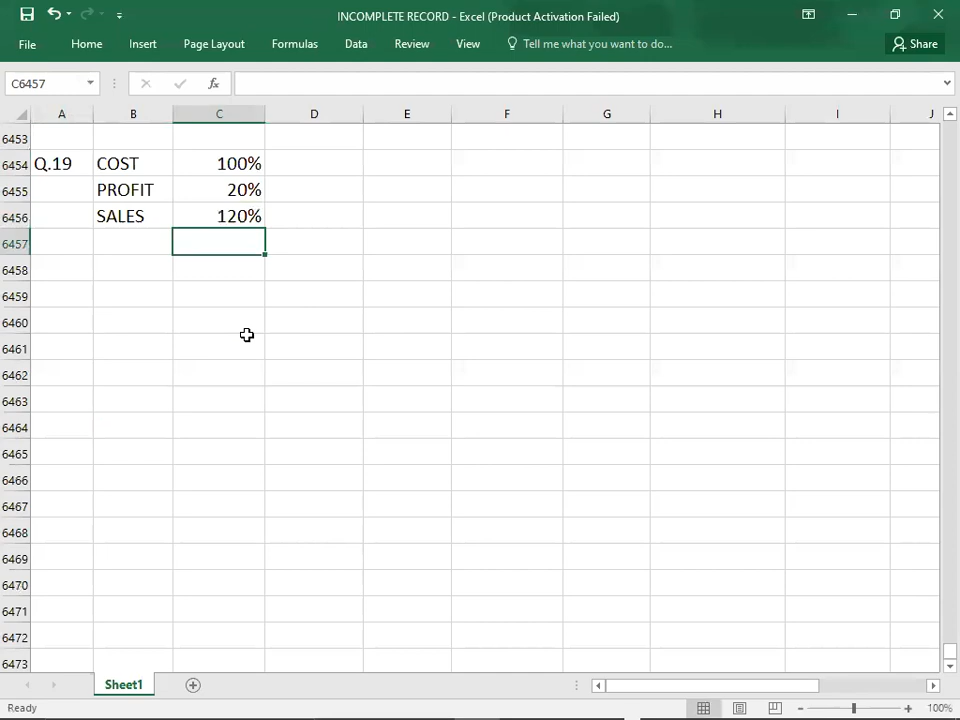 INCOMPLETE RECORD - Excel (Product Activation Failed)
File Home Insert Page Layout Formulas Data Review View Tell me what you want to do... Share
C6457 fx
A B C D E F G H I J
6453
6454 Q.19 COST 100%
6455 PROFIT 20%
6456 SALES 120%
6457
6458
6459
6460
6461
6462
6463
6464
6465
6466
6467
6468
6469
6470
6471
6472
6473
Sheet1
Ready 100%